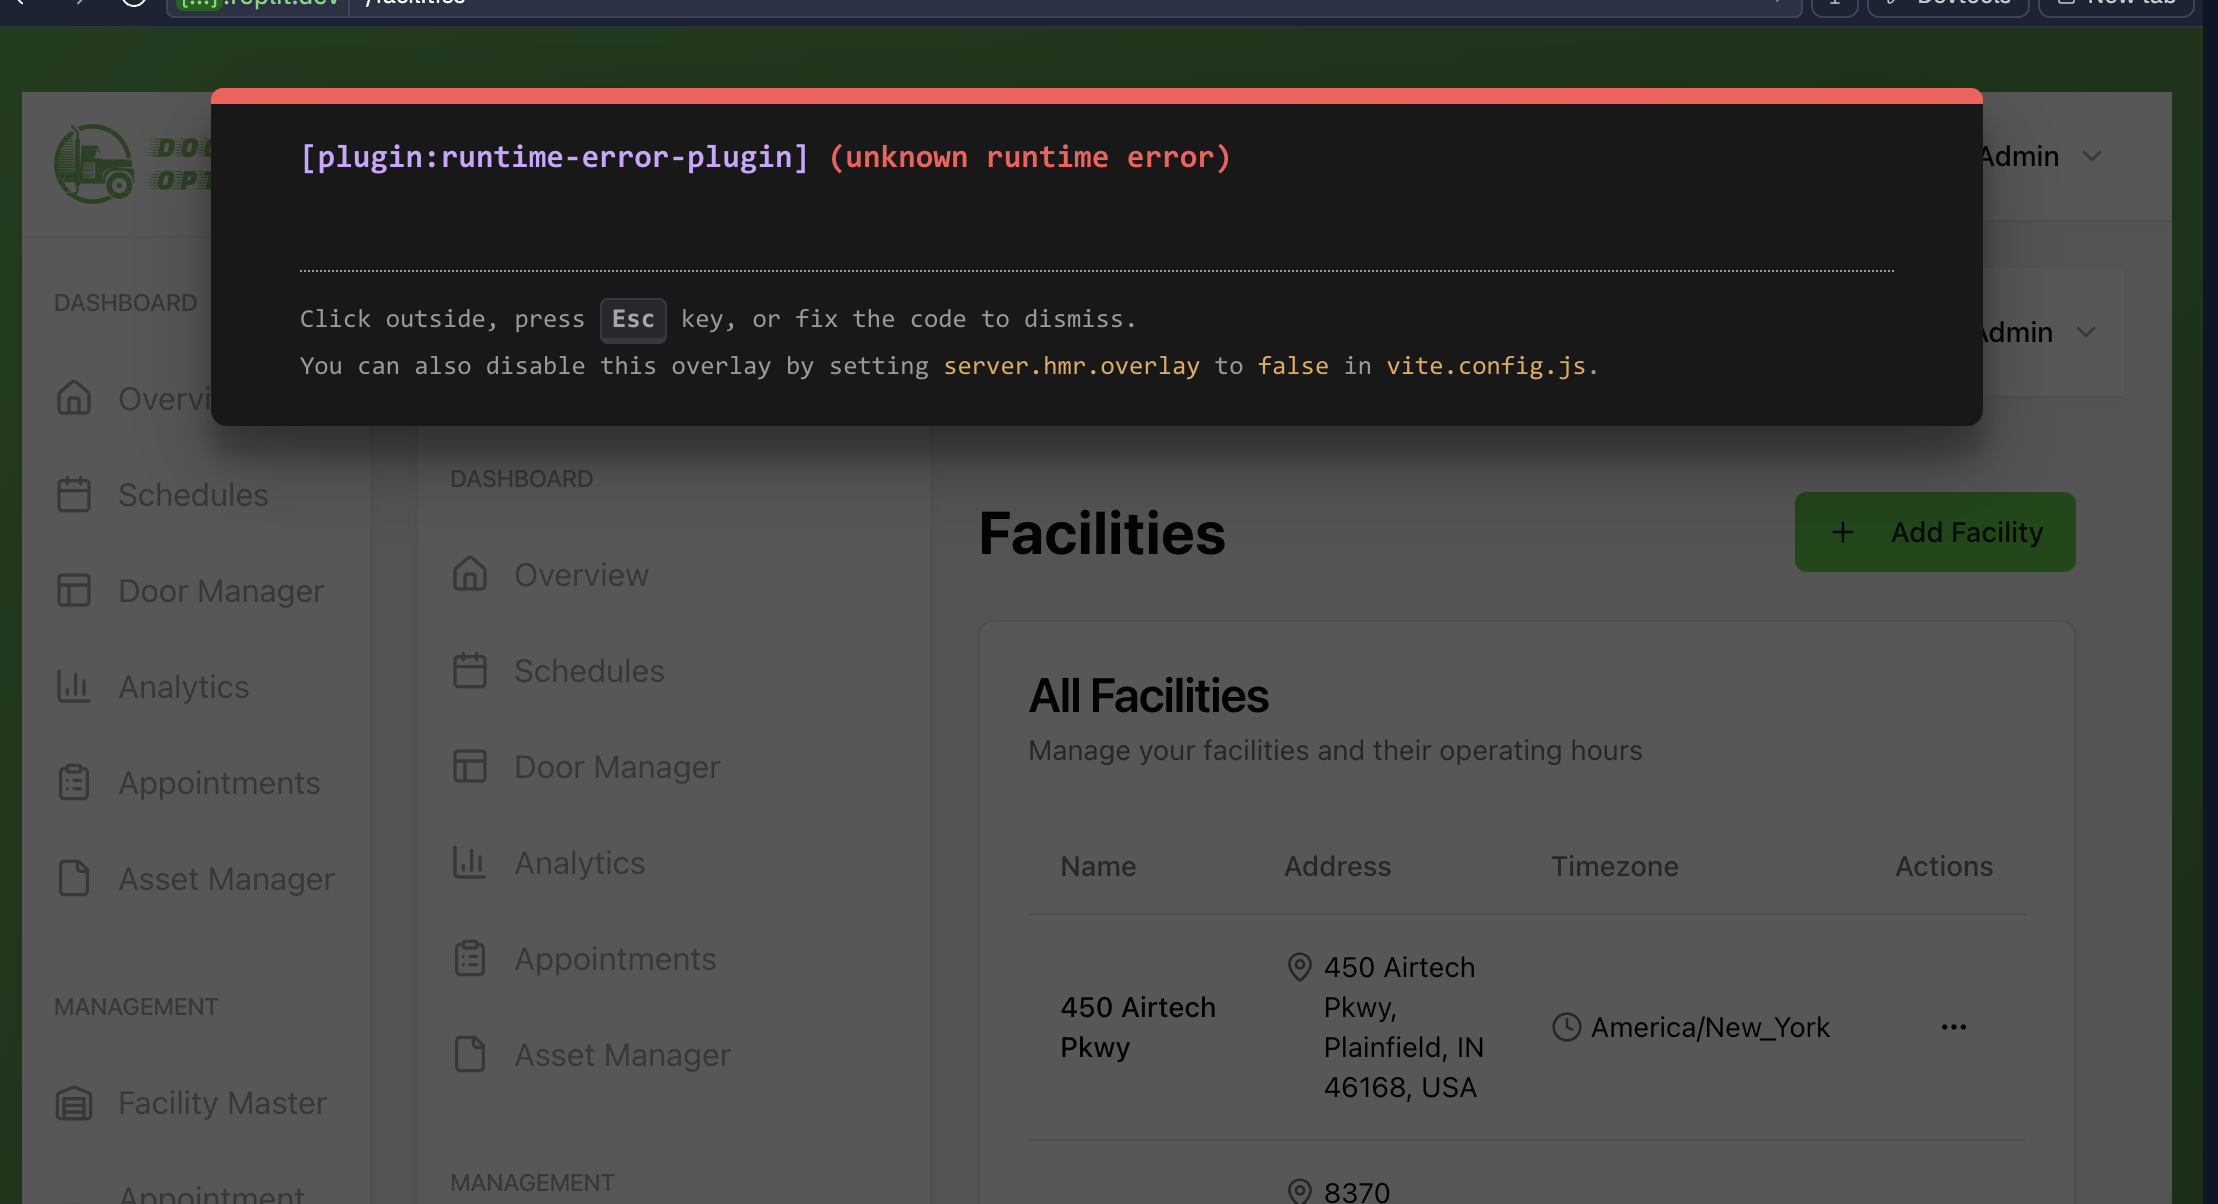 [...].replit.dev /facilities
Devtools
New tab
[plugin:runtime-error-plugin] (unknown runtime error)
Click outside, press Esc key, or fix the code to dismiss.
You can also disable this overlay by setting server.hmr.overlay to false in vite.config.js.
Admin
Admin
DASHBOARD
Schedules
Door Manager
Analytics
Appointments
Asset Manager
MANAGEMENT
Facility Master
Appointment
DASHBOARD
Overview
Schedules
Door Manager
Analytics
Appointments
Asset Manager
MANAGEMENT
Facilities
+ Add Facility
All Facilities
Manage your facilities and their operating hours
Name Address Timezone Actions
450 Airtech
Pkwy
450 Airtech
Pkwy,
Plainfield, IN
46168, USA
America/New_York
...
8370